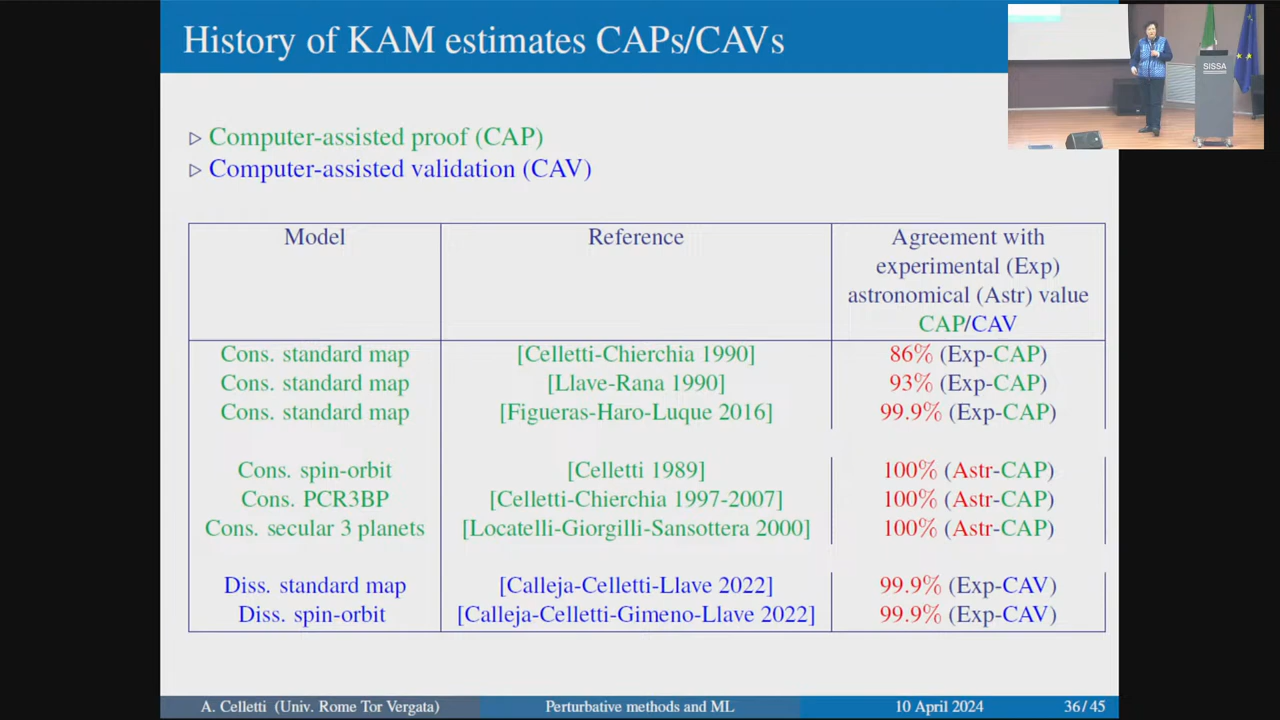 History of KAM estimates CAPs/CAVs
SISSA
▷ Computer-assisted proof (CAP)
▷ Computer-assisted validation (CAV)
Model Reference Agreement with
experimental (Exp)
astronomical (Astr) value
CAP/CAV
Cons. standard map [Celletti-Chierchia 1990] 86% (Exp-CAP)
Cons. standard map [Llave-Rana 1990] 93% (Exp-CAP)
Cons. standard map [Figueras-Haro-Luque 2016] 99.9% (Exp-CAP)
Cons. spin-orbit [Celletti 1989] 100% (Astr-CAP)
Cons. PCR3BP [Celletti-Chierchia 1997-2007] 100% (Astr-CAP)
Cons. secular 3 planets [Locatelli-Giorgilli-Sansottera 2000] 100% (Astr-CAP)
Diss. standard map [Calleja-Celletti-Llave 2022] 99.9% (Exp-CAV)
Diss. spin-orbit [Calleja-Celletti-Gimeno-Llave 2022] 99.9% (Exp-CAV)
A. Celletti (Univ. Rome Tor Vergata) Perturbative methods and ML 10 April 2024 36 / 45